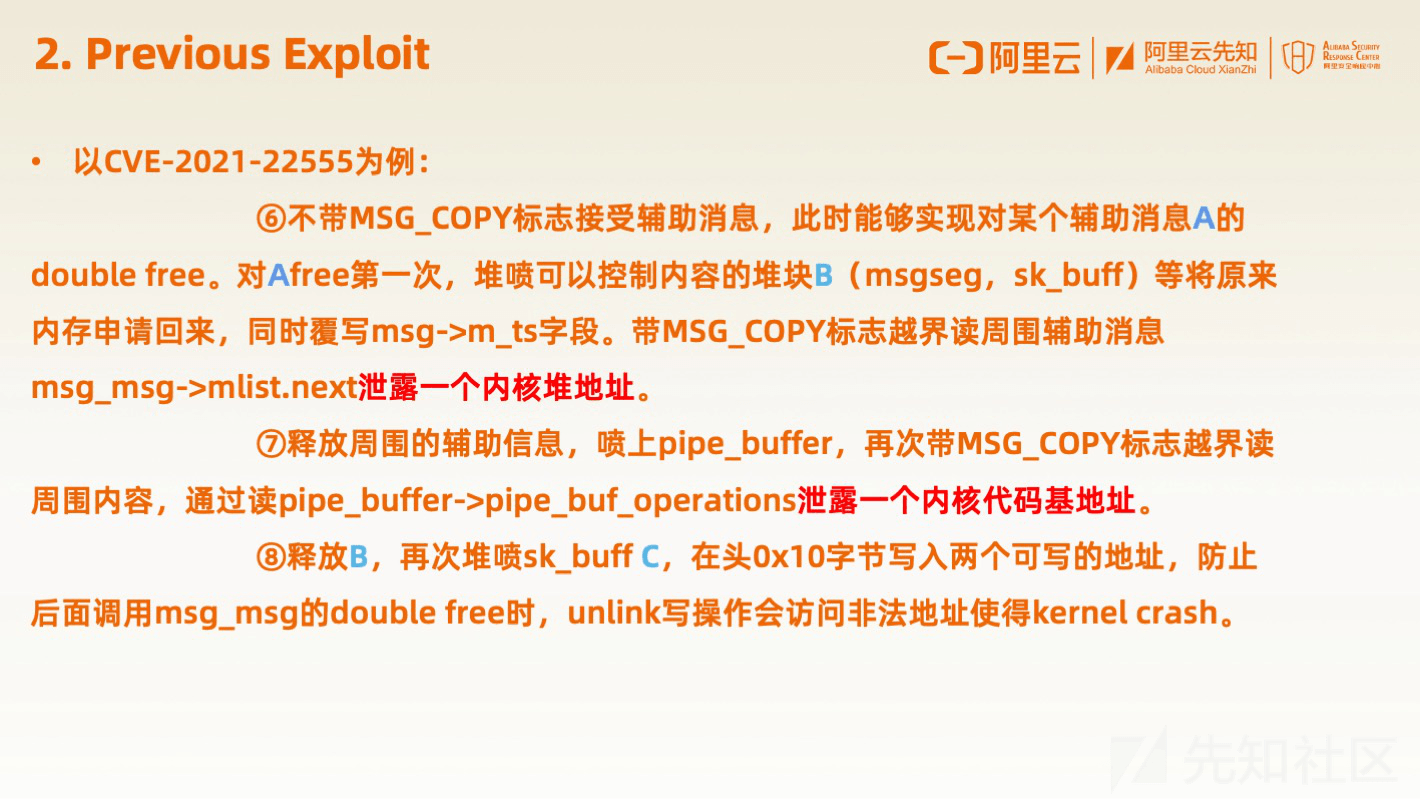 2. Previous Exploit
阿里云
阿里云先知
Alibaba Cloud XianZhi
ALIBABA SECURITY
RESPONSE CENTER
阿里安全响应中心
• 以CVE-2021-22555为例：
⑥不带MSG_COPY标志接受辅助消息，此时能够实现对某个辅助消息A的
double free。对Afree第一次，堆喷可以控制内容的堆块B（msgseg，sk_buff）等将原来
内存申请回来，同时覆写msg->m_ts字段。带MSG_COPY标志越界读周围辅助消息
msg_msg->mlist.next泄露一个内核堆地址。
⑦释放周围的辅助信息，喷上pipe_buffer，再次带MSG_COPY标志越界读
周围内容，通过读pipe_buffer->pipe_buf_operations泄露一个内核代码基地址。
⑧释放B，再次堆喷sk_buff C，在头0x10字节写入两个可写的地址，防止
后面调用msg_msg的double free时，unlink写操作会访问非法地址使得kernel crash。
先知社区